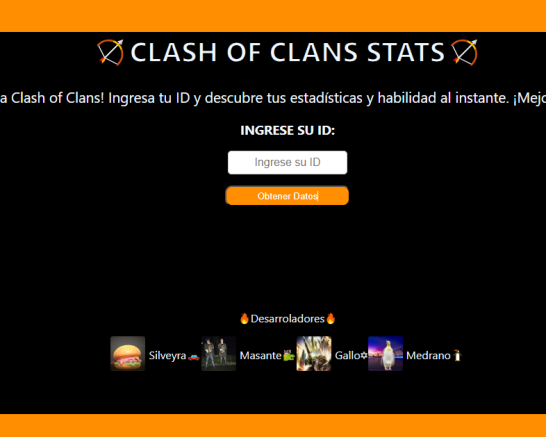 🏹 CLASH OF CLANS STATS 🏹
a Clash of Clans! Ingresa tu ID y descubre tus estadísticas y habilidad al instante. ¡Mejo
INGRESE SU ID:
Ingrese su ID
Obtener Datos
🔥Desarroladores🔥
Silveyra Masante Gallo Medrano